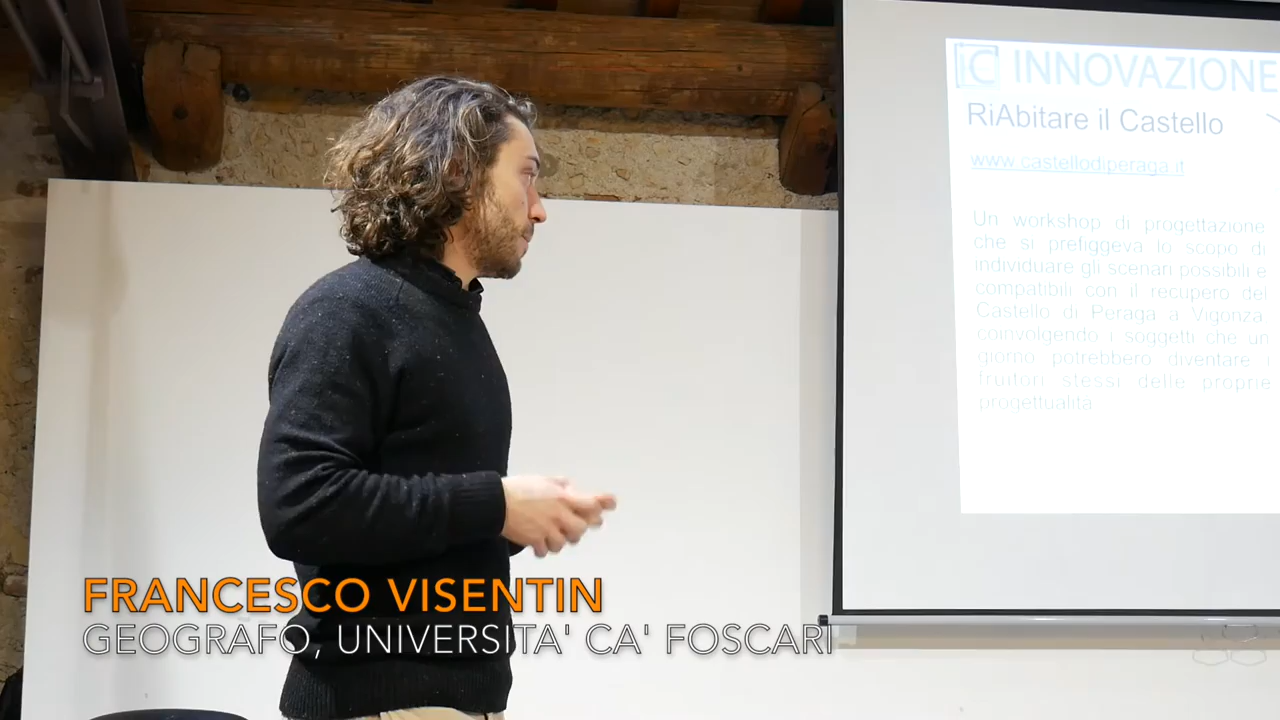 iC INNOVAZIONE
RiAbitare il Castello
www.castellodiperaga.it
Un workshop di progettazione
che si prefiggeva lo scopo di
individuare gli scenari possibili e
compatibili con il recupero del
Castello di Peraga a Vigonza
coinvolgendo i soggetti che un
giorno potrebbero diventare i
fruitori stessi delle proprie
progettualità
FRANCESCO VISENTIN
GEOGRAFO, UNIVERSITA' CA' FOSCARI